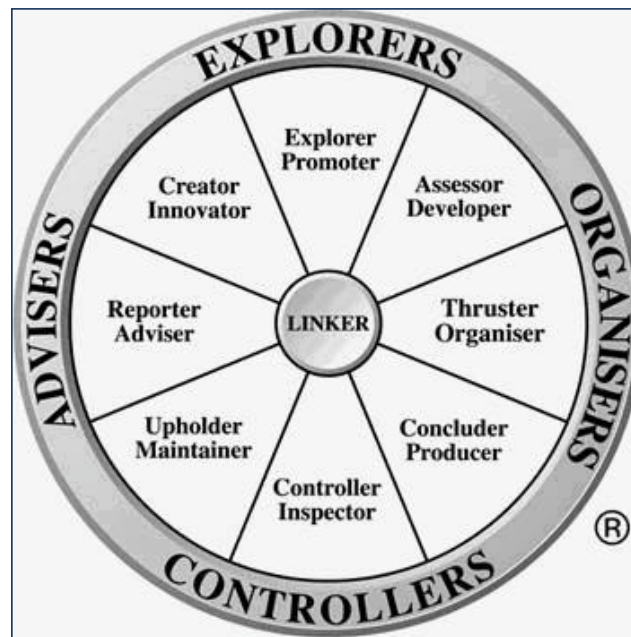 EXPLORERS
Explorer
Promoter
Assessor
Developer
ORGANISERS
Thruster
Organiser
Concluder
Producer
CONTROLLERS
Controller
Inspector
Upholder
Maintainer
ADVISERS
Reporter
Adviser
Creator
Innovator
LINKER
®